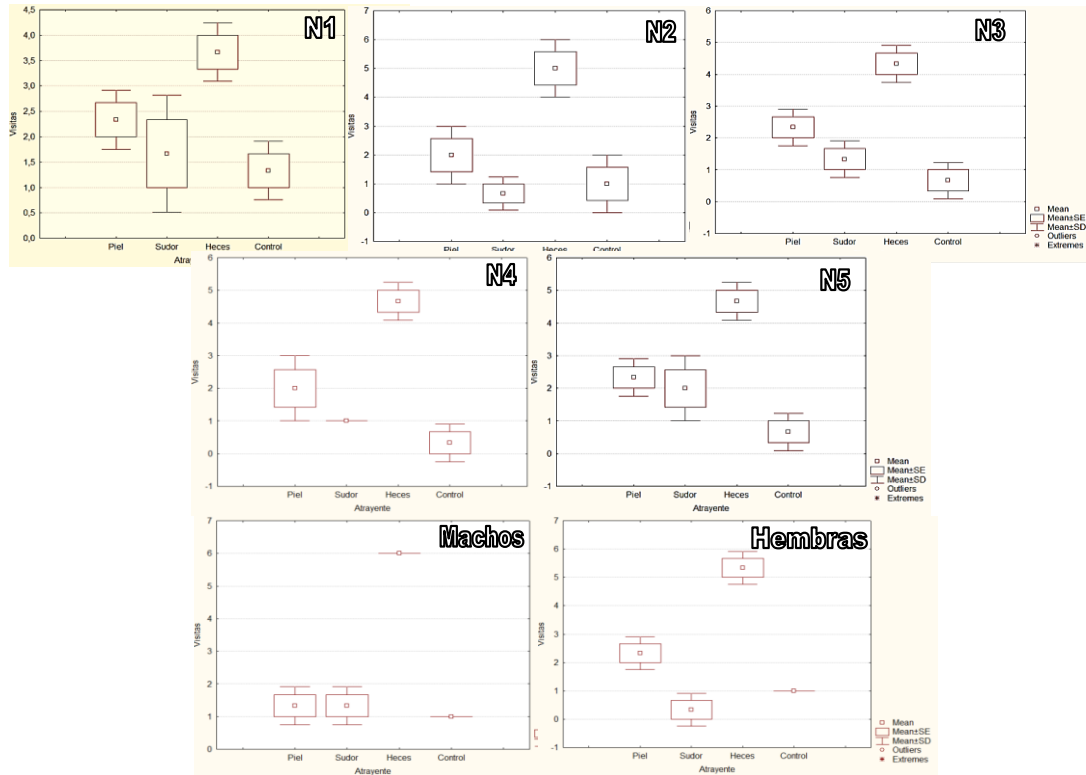 N1
4,5
4,0
3,5
3,0
2,5
2,0
1,5
1,0
0,5
0,0
Visitas
Piel Sudor Heces Control
Atray
N2
7
6
5
4
3
2
1
0
-1
Visitas
Piel Sudor Heces Control
N3
6
5
4
3
2
1
0
-1
Visitas
Piel Sudor Heces Control
Mean
Mean±SE
Mean±SD
Outliers
Extremes
N4
6
5
4
3
2
1
0
-1
Visitas
Piel Sudor Heces Control
Atrayente
N5
6
5
4
3
2
1
0
-1
Visitas
Piel Sudor Heces Control
Atrayente
Mean
Mean±SE
Mean±SD
Outliers
Extremes
Machos
7
6
5
4
3
2
1
0
Visitas
Piel Sudor Heces Control
Atrayente
Hembras
7
6
5
4
3
2
1
0
-1
Visitas
Piel Sudor Heces Control
Atrayente
Mean
Mean±SE
Mean±SD
Outliers
Extremes